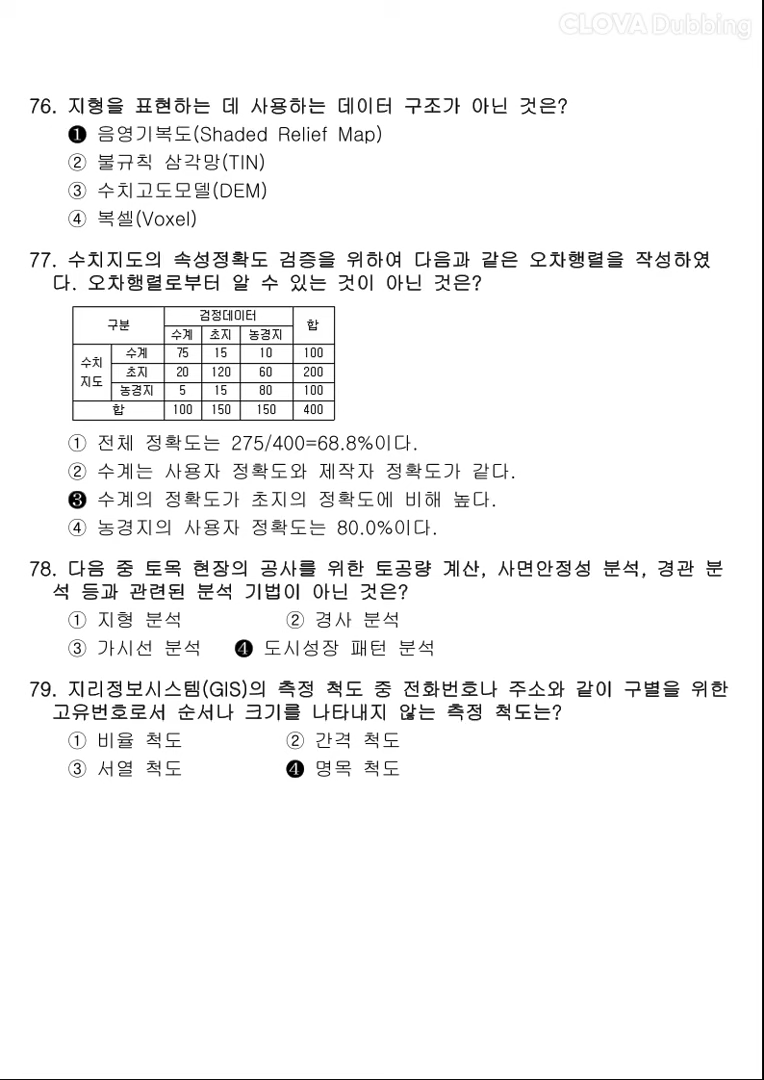 CLOVA Dubbing
76. 지형을 표현하는 데 사용하는 데이터 구조가 아닌 것은?
❶ 음영기복도(Shaded Relief Map)
② 불규칙 삼각망(TIN)
③ 수치고도모델(DEM)
④ 복셀(Voxel)
77. 수치지도의 속성정확도 검증을 위하여 다음과 같은 오차행렬을 작성하였
다. 오차행렬로부터 알 수 있는 것이 아닌 것은?
구분 검정데이터 합
수계 초지 농경지
수치지도 수계 75 15 10 100
초지 20 120 60 200
농경지 5 15 80 100
합 100 150 150 400
① 전체 정확도는 275/400=68.8%이다.
② 수계는 사용자 정확도와 제작자 정확도가 같다.
❸ 수계의 정확도가 초지의 정확도에 비해 높다.
④ 농경지의 사용자 정확도는 80.0%이다.
78. 다음 중 토목 현장의 공사를 위한 토공량 계산, 사면안정성 분석, 경관 분
석 등과 관련된 분석 기법이 아닌 것은?
① 지형 분석 ② 경사 분석
③ 가시선 분석 ❹ 도시성장 패턴 분석
79. 지리정보시스템(GIS)의 측정 척도 중 전화번호나 주소와 같이 구별을 위한
고유번호로서 순서나 크기를 나타내지 않는 측정 척도는?
① 비율 척도 ② 간격 척도
③ 서열 척도 ❹ 명목 척도